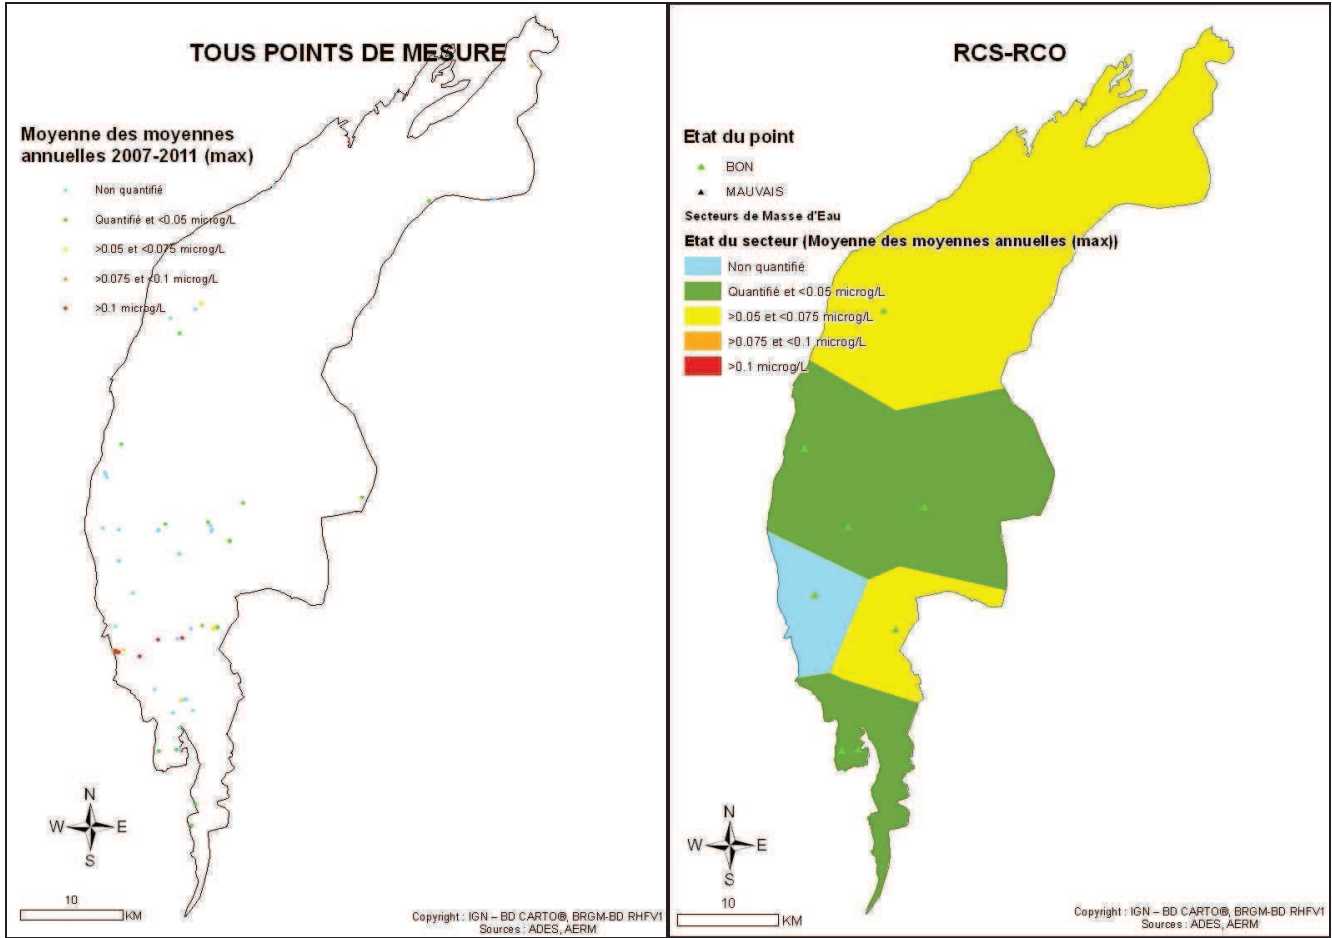 TOUS POINTS DE MESURE
Moyenne des moyennes
annuelles 2007-2011 (max)
Non quantifié
Quantifié et <0.05 microg/L
>0.05 et <0.075 microg/L
>0.075 et <0.1 microg/L
>0.1 microg/L
N
W E
S
10
KM
Copyright : IGN – BD CARTO®, BRGM-BD RHFV1
Sources : ADES, AERM
RCS-RCO
Etat du point
BON
MAUVAIS
Secteurs de Masse d'Eau
Etat du secteur (Moyenne des moyennes annuelles (max))
Non quantifié
Quantifié et <0.05 microg/L
>0.05 et <0.075 microg/L
>0.075 et <0.1 microg/L
>0.1 microg/L
N
W E
S
10
KM
Copyright : IGN – BD CARTO®, BRGM-BD RHFV1
Sources : ADES, AERM